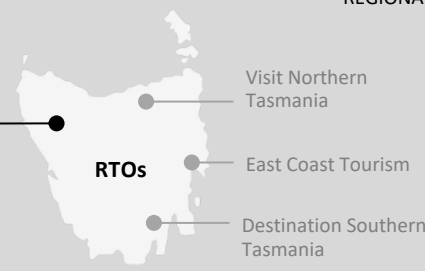 REGIONA
Visit Northern
Tasmania
RTOs
East Coast Tourism
Destination Southern
Tasmania